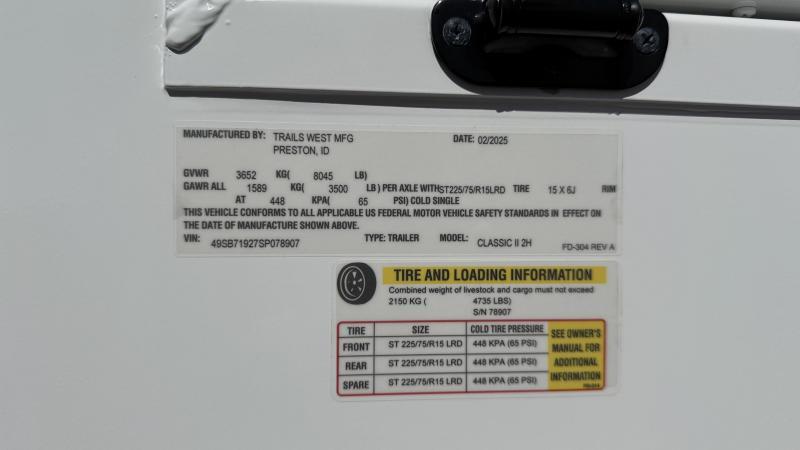 MANUFACTURED BY: TRAILS WEST MFG DATE: 02/2025
PRESTON, ID
GVWR 3652 KG( 8045 LB)
GAWR ALL 1589 KG( 3500 LB) PER AXLE WITH ST225/75/R15LRD TIRE 15 X 6J RIM
AT 448 KPA( 65 PSI) COLD SINGLE
THIS VEHICLE CONFORMS TO ALL APPLICABLE US FEDERAL MOTOR VEHICLE SAFETY STANDARDS IN EFFECT ON
THE DATE OF MANUFACTURE SHOWN ABOVE.
VIN: 49SB71927SP078907 TYPE: TRAILER MODEL: CLASSIC II 2H FD-304 REV A
TIRE AND LOADING INFORMATION
Combined weight of livestock and cargo must not exceed
2150 KG ( 4735 LBS)
S/N 78907
TIRE SIZE COLD TIRE PRESSURE
FRONT ST 225/75/R15 LRD 448 KPA (65 PSI)
REAR ST 225/75/R15 LRD 448 KPA (65 PSI)
SPARE ST 225/75/R15 LRD 448 KPA (65 PSI)
SEE OWNER'S
MANUAL FOR
ADDITIONAL
INFORMATION